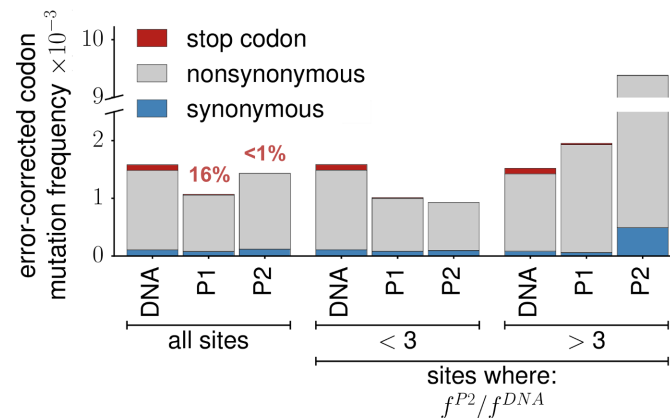 error-corrected codon
mutation frequency ×10⁻³
10
9
2
1
0
stop codon
nonsynonymous
synonymous
16%
<1%
DNA
P1
P2
DNA
P1
P2
DNA
P1
P2
all sites
< 3
> 3
sites where:
f^{P2}/f^{DNA}